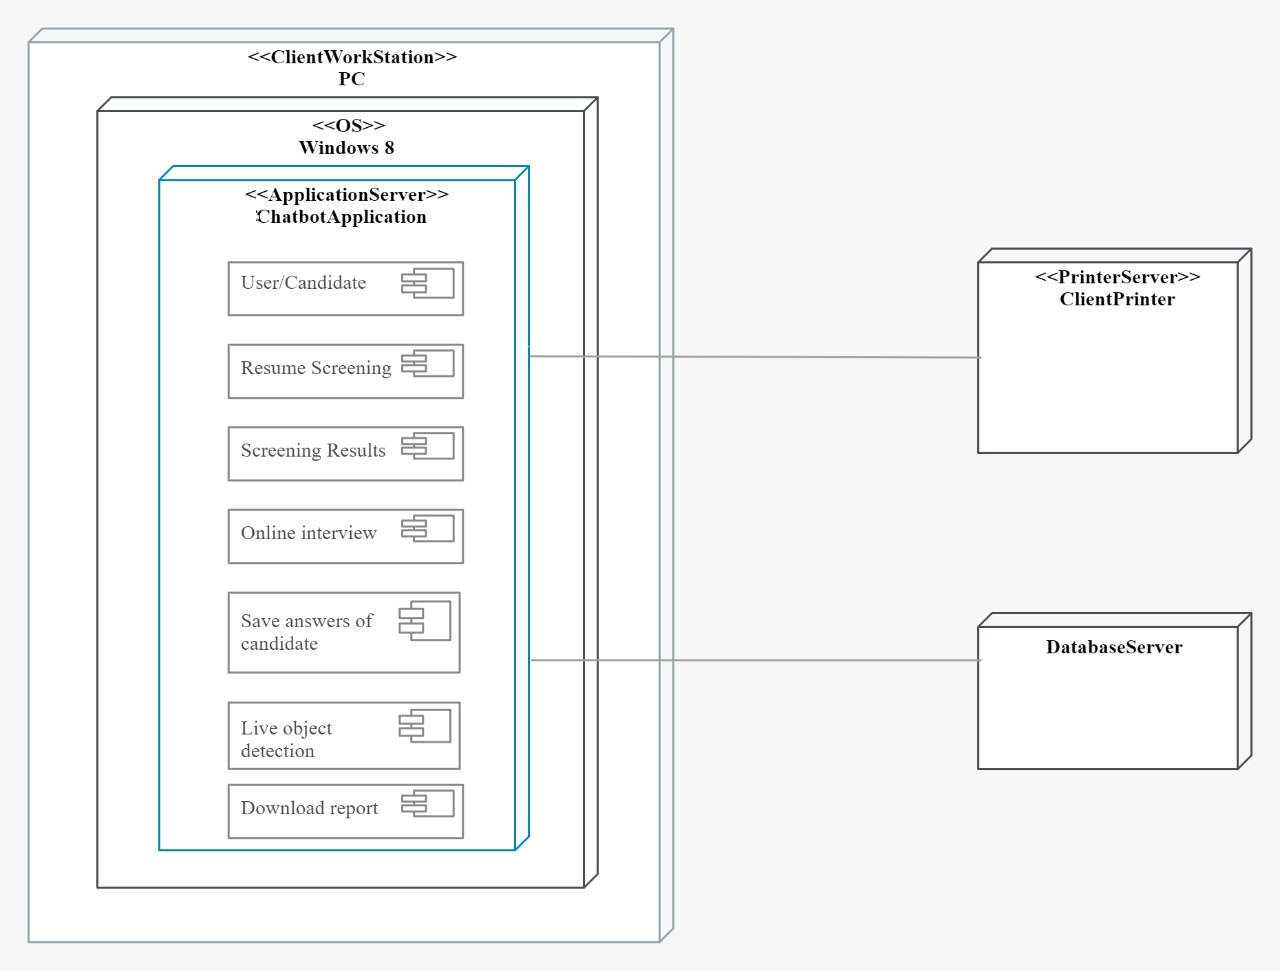 <<ClientWorkStation>>
PC
<<OS>>
Windows 8
<<ApplicationServer>>
ChatbotApplication
User/Candidate
Resume Screening
Screening Results
Online interview
Save answers of
candidate
Live object
detection
Download report
<<PrinterServer>>
ClientPrinter
DatabaseServer